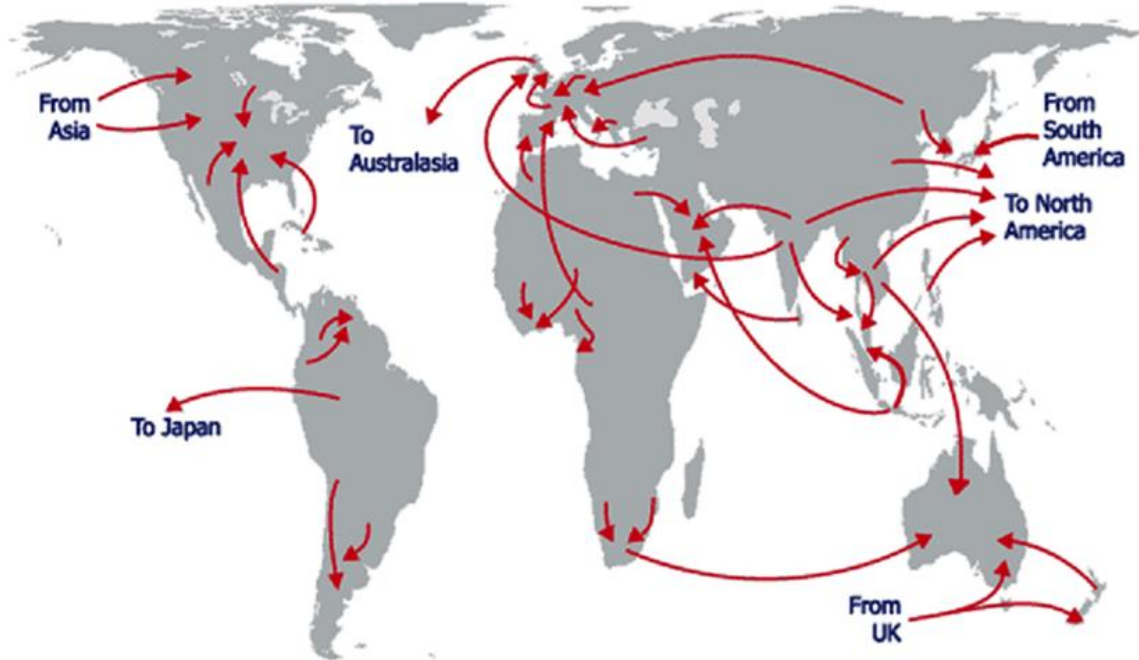 From
Asia
To
Australasia
From
South
America
To North
America
To Japan
From
UK